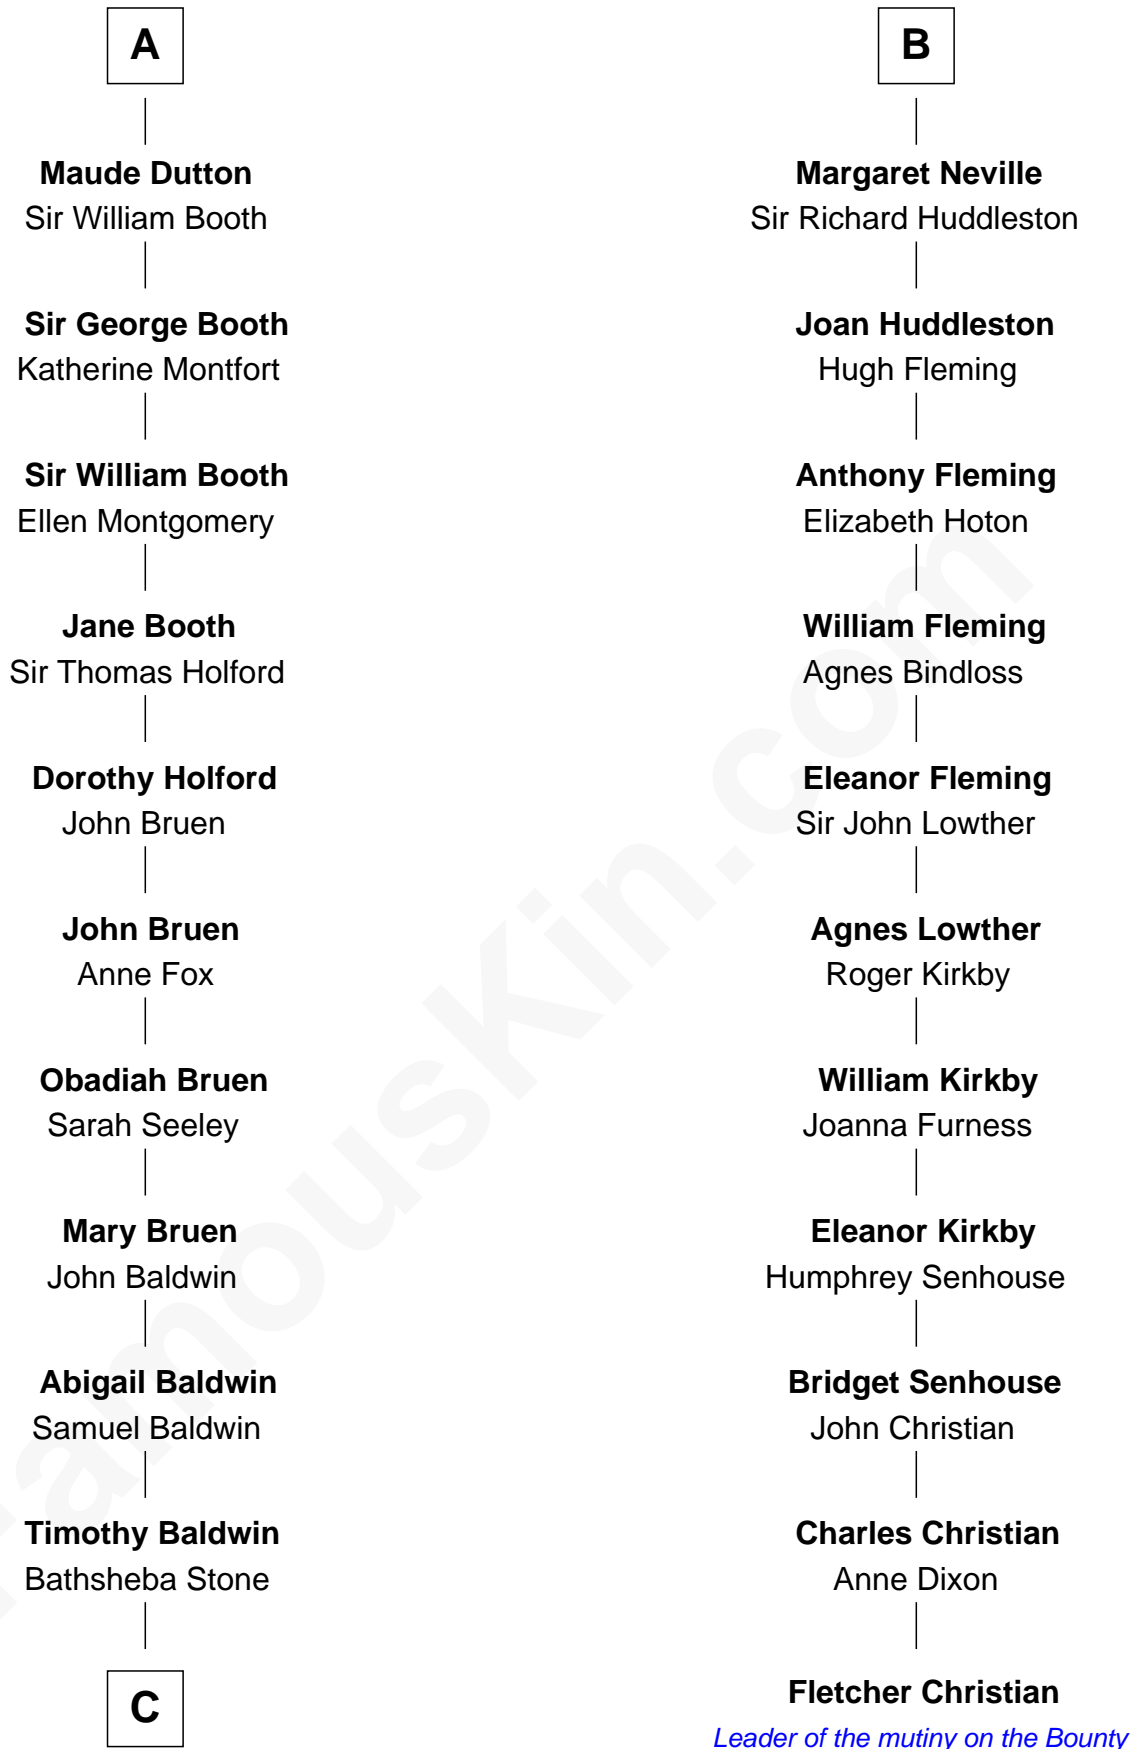 A
Maude Dutton
Sir William Booth
Sir George Booth
Katherine Montfort
Sir William Booth
Ellen Montgomery
Jane Booth
Sir Thomas Holford
Dorothy Holford
John Bruen
John Bruen
Anne Fox
Obadiah Bruen
Sarah Seeley
Mary Bruen
John Baldwin
Abigail Baldwin
Samuel Baldwin
Timothy Baldwin
Bathsheba Stone
C
B
Margaret Neville
Sir Richard Huddleston
Joan Huddleston
Hugh Fleming
Anthony Fleming
Elizabeth Hoton
William Fleming
Agnes Bindloss
Eleanor Fleming
Sir John Lowther
Agnes Lowther
Roger Kirkby
William Kirkby
Joanna Furness
Eleanor Kirkby
Humphrey Senhouse
Bridget Senhouse
John Christian
Charles Christian
Anne Dixon
Fletcher Christian
Leader of the mutiny on the Bounty
FamousKin.com